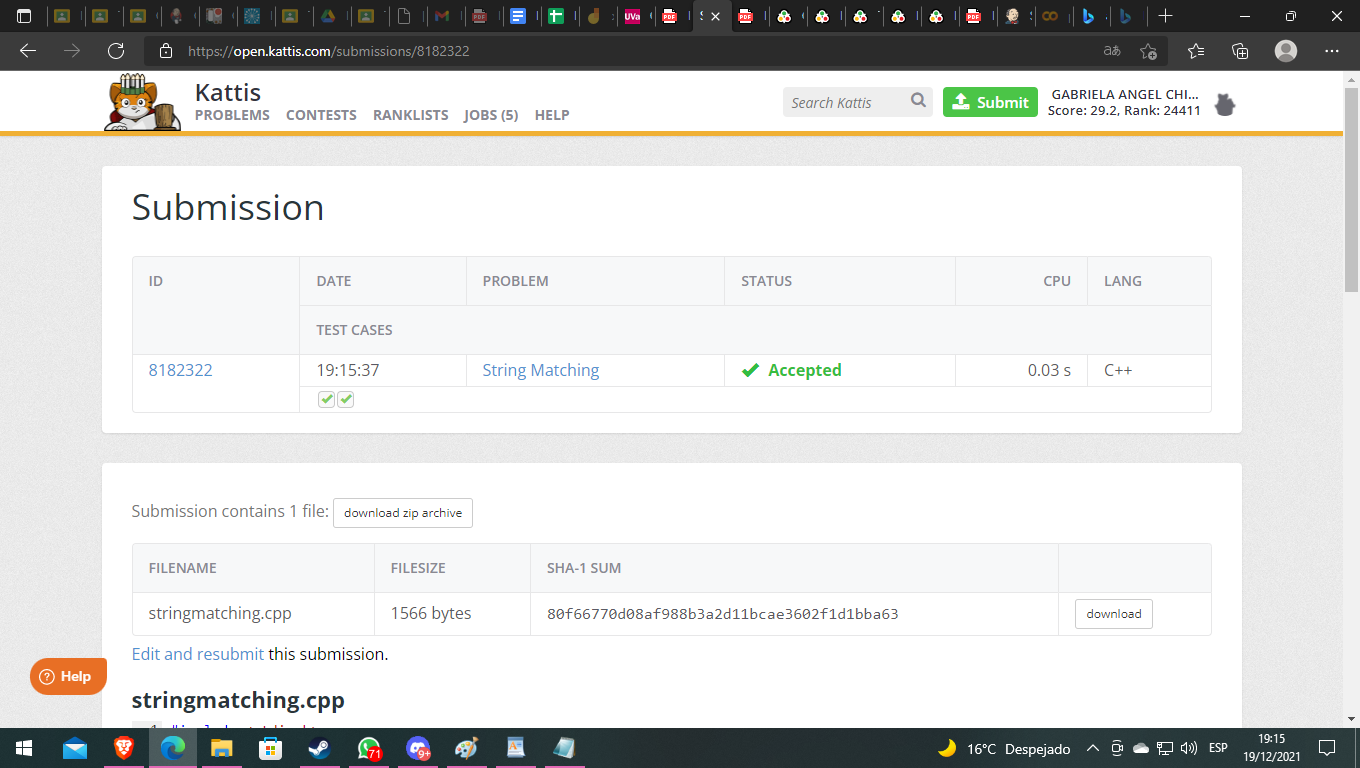 UVa
PDF
PDF
PDF
https://open.kattis.com/submissions/8182322
Kattis
PROBLEMS CONTESTS RANKLISTS JOBS (5) HELP
Search Kattis
Submit
GABRIELA ANGEL CHI...
Score: 29.2, Rank: 24411
Submission
ID DATE PROBLEM STATUS CPU LANG
TEST CASES
8182322 19:15:37 String Matching Accepted 0.03 s C++
Submission contains 1 file: download zip archive
FILENAME FILESIZE SHA-1 SUM
stringmatching.cpp 1566 bytes 80f66770d08af988b3a2d11bcae3602f1d1bba63 download
Edit and resubmit this submission.
Help
stringmatching.cpp
71
9+
16°C Despejado
ESP
19:15
19/12/2021